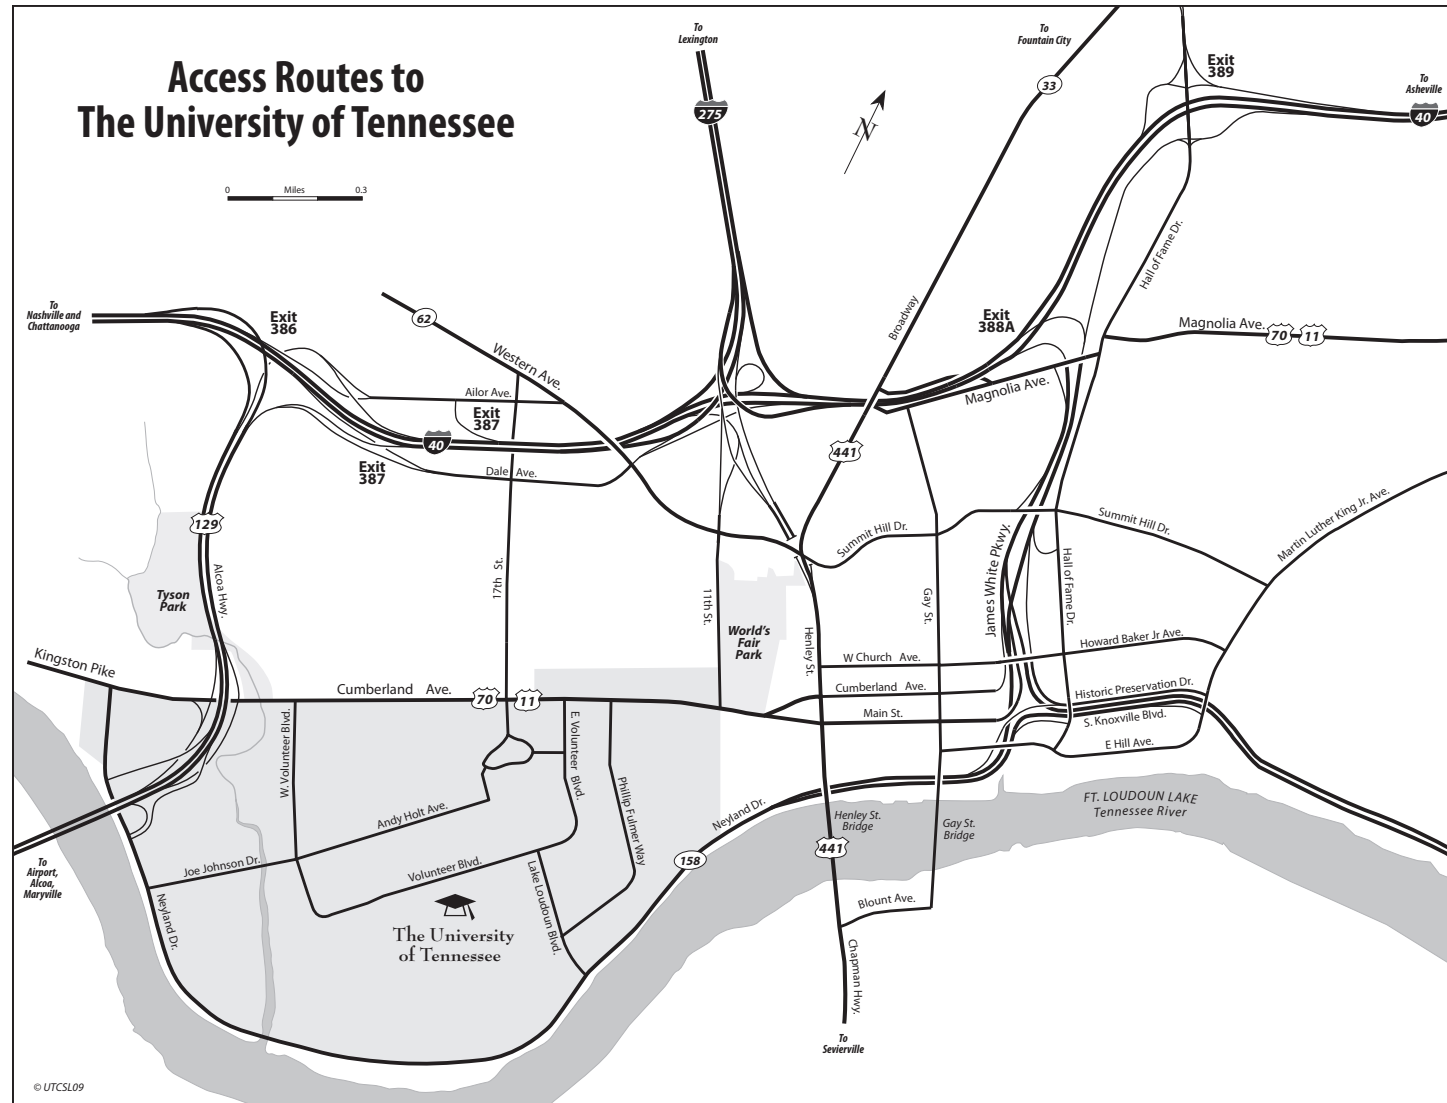 Access Routes to
The University of Tennessee
0 Miles 0.3
To
Lexington
275
N
To
Fountain City
33
Exit
389
To
Asheville
40
To
Nashville and
Chattanooga
Exit
386
62
Western Ave.
Broadway
Exit
388A
Hall of Fame Dr.
Magnolia Ave.
70
11
Ailor Ave.
Exit
387
40
Exit
387
Dale Ave.
Magnolia Ave.
441
129
Alcoa Hwy.
Tyson
Park
17th St.
11th St.
World's
Fair
Park
Henley St.
Summit Hill Dr.
Gay St.
James White Pkwy.
Hall of Fame Dr.
Summit Hill Dr.
Martin Luther King Jr. Ave.
Kingston Pike
Cumberland Ave.
70
11
W Church Ave.
Howard Baker Jr Ave.
Cumberland Ave.
Main St.
Historic Preservation Dr.
S. Knoxville Blvd.
E Hill Ave.
W. Volunteer Blvd.
E. Volunteer Blvd.
Phillip Fulmer Way
Andy Holt Ave.
Joe Johnson Dr.
Volunteer Blvd.
Lake Loudoun Blvd.
Neyland Dr.
158
Neyland Dr.
Henley St.
Bridge
441
Gay St.
Bridge
FT. LOUDOUN LAKE
Tennessee River
Blount Ave.
Chapman Hwy.
To
Sevierville
To
Airport,
Alcoa,
Maryville
The University
of Tennessee
© UTCSL09